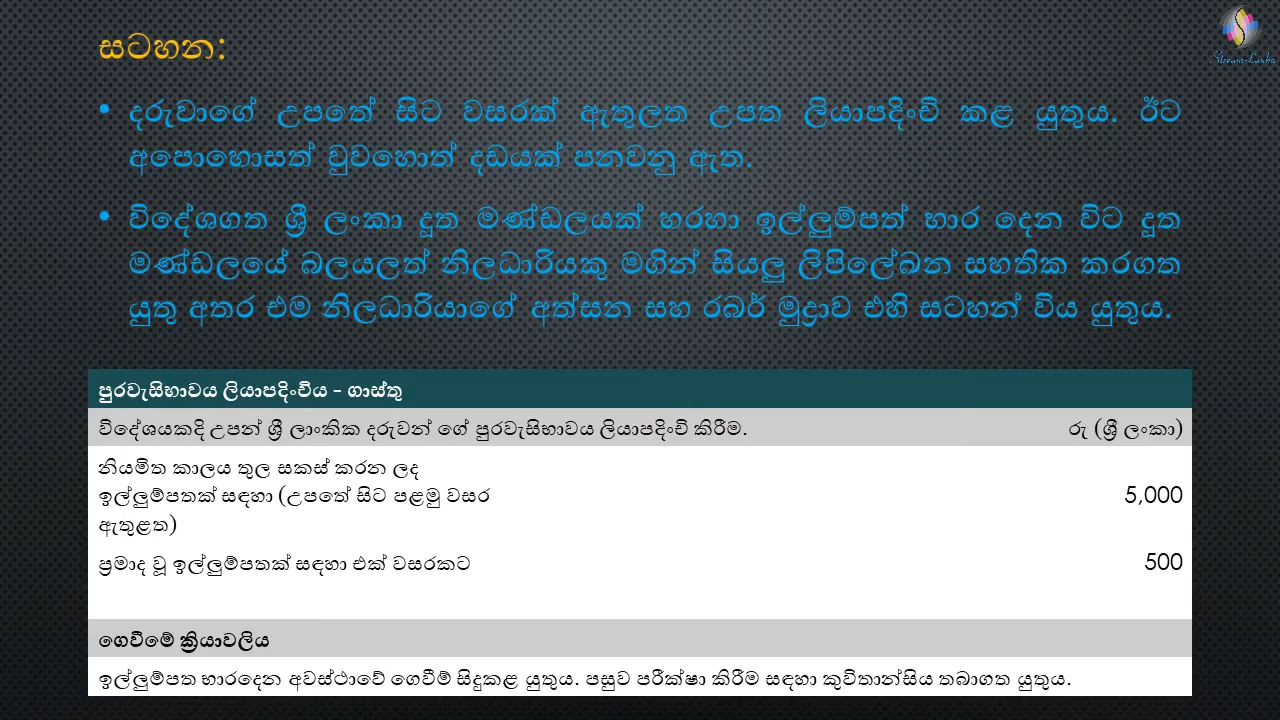 Stream-Lanka
සටහන:
• දරුවාගේ උපතේ සිට වසරක් ඇතුලත උපත ලියාපදිංචි කළ යුතුය. ඊට
අපොහොසත් වුවහොත් දඩයක් පනවනු ඇත.
• විදේශගත ශ්‍රී ලංකා දූත මණ්ඩලයක් හරහා ඉල්ලුම්පත් භාර දෙන විට දූත
මණ්ඩලයේ බලයලත් නිලධාරියකු මගින් සියලු ලිපිලේඛන සහතික කරගත
යුතු අතර එම නිලධාරියාගේ අත්සන සහ රබර් මුද්‍රාව එහි සටහන් විය යුතුය.
පුරවැසිභාවය ලියාපදිංචිය – ගාස්තු
විදේශයකදි උපන් ශ්‍රී ලාංකික දරුවන් ගේ පුරවැසිභාවය ලියාපදිංචි කිරීම. රු (ශ්‍රී ලංකා)
නියමිත කාලය තුල සකස් කරන ලද
ඉල්ලුම්පතක් සඳහා (උපතේ සිට පළමු වසර 5,000
ඇතුළත)
ප්‍රමාද වූ ඉල්ලුම්පතක් සඳහා එක් වසරකට 500
ගෙවීමේ ක්‍රියාවලිය
ඉල්ලුම්පත භාරදෙන අවස්ථාවේ ගෙවීම් සිදුකළ යුතුය. පසුව පරීක්ෂා කිරීම සඳහා කුවිතාන්සිය තබාගත යුතුය.